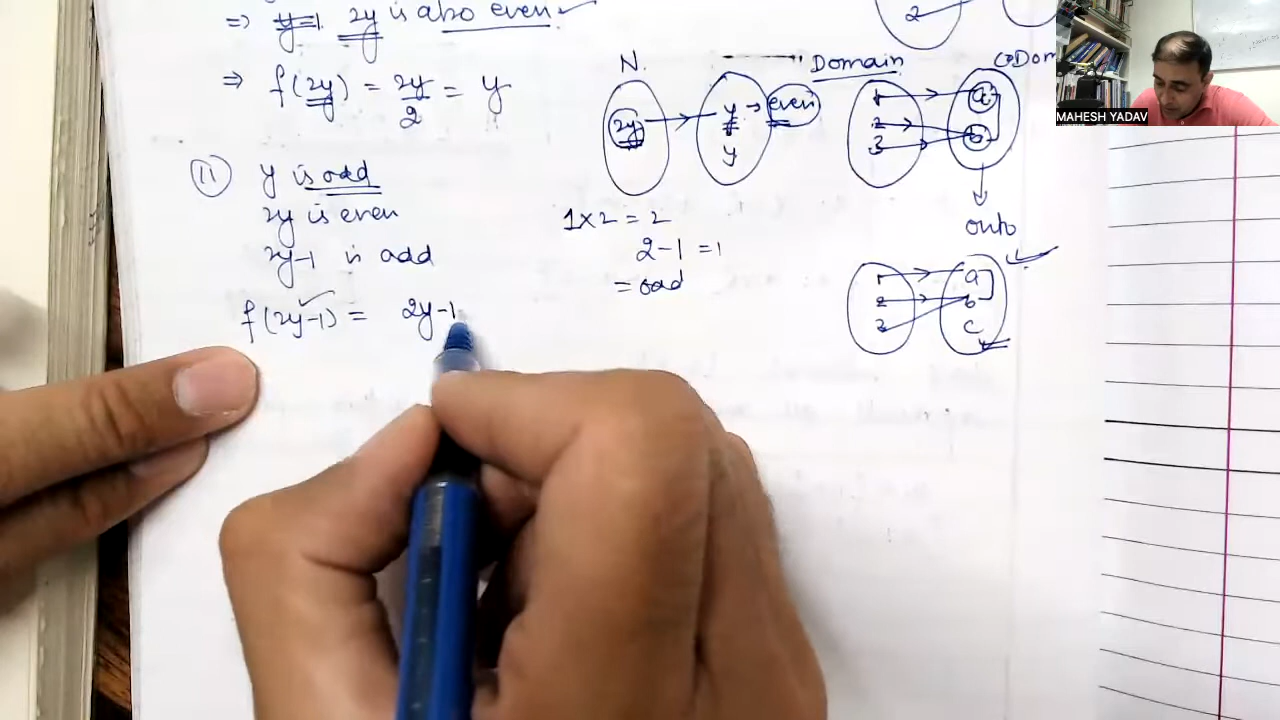 ⇒ y=1 2y is also even
⇒ f(2y) = 2y/2 = y
(11) y is odd
2y is even
2y-1 is odd
f(2y-1) = 2y-1
N.
2y
y → even
y
1×2 = 2
2-1 = 1
= odd
2
Domain
CoDom
1 a
2 b
3
onto
1 a
2 b
3 c
MAHESH YADAV